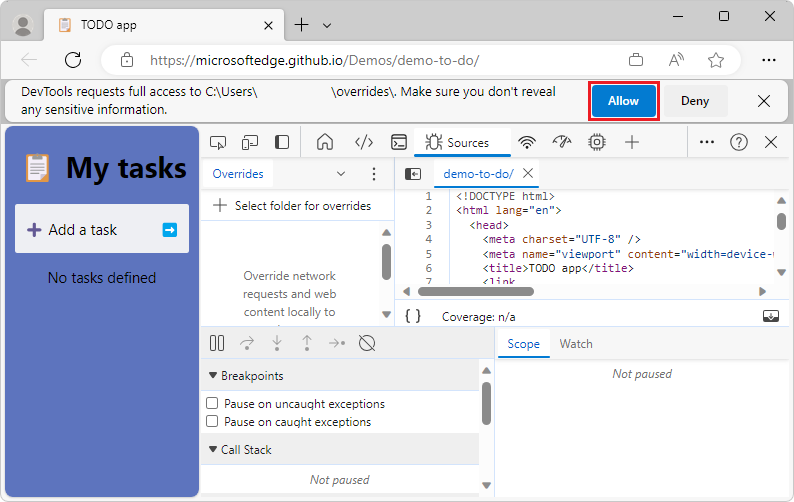 TODO app
https://microsoftedge.github.io/Demos/demo-to-do/
DevTools requests full access to C:\Users\ \overrides\. Make sure you don't reveal
any sensitive information.
Allow
Deny
My tasks
Add a task
No tasks defined
Sources
Overrides
Select folder for overrides
Override network
requests and web
content locally to
demo-to-do/
1 <!DOCTYPE html>
2 <html lang="en">
3 <head>
4 <meta charset="UTF-8" />
5 <meta name="viewport" content="width=device-w
6 <title>TODO app</title>
7 <link
{ } Coverage: n/a
Breakpoints
Pause on uncaught exceptions
Pause on caught exceptions
Call Stack
Not paused
Scope
Watch
Not paused